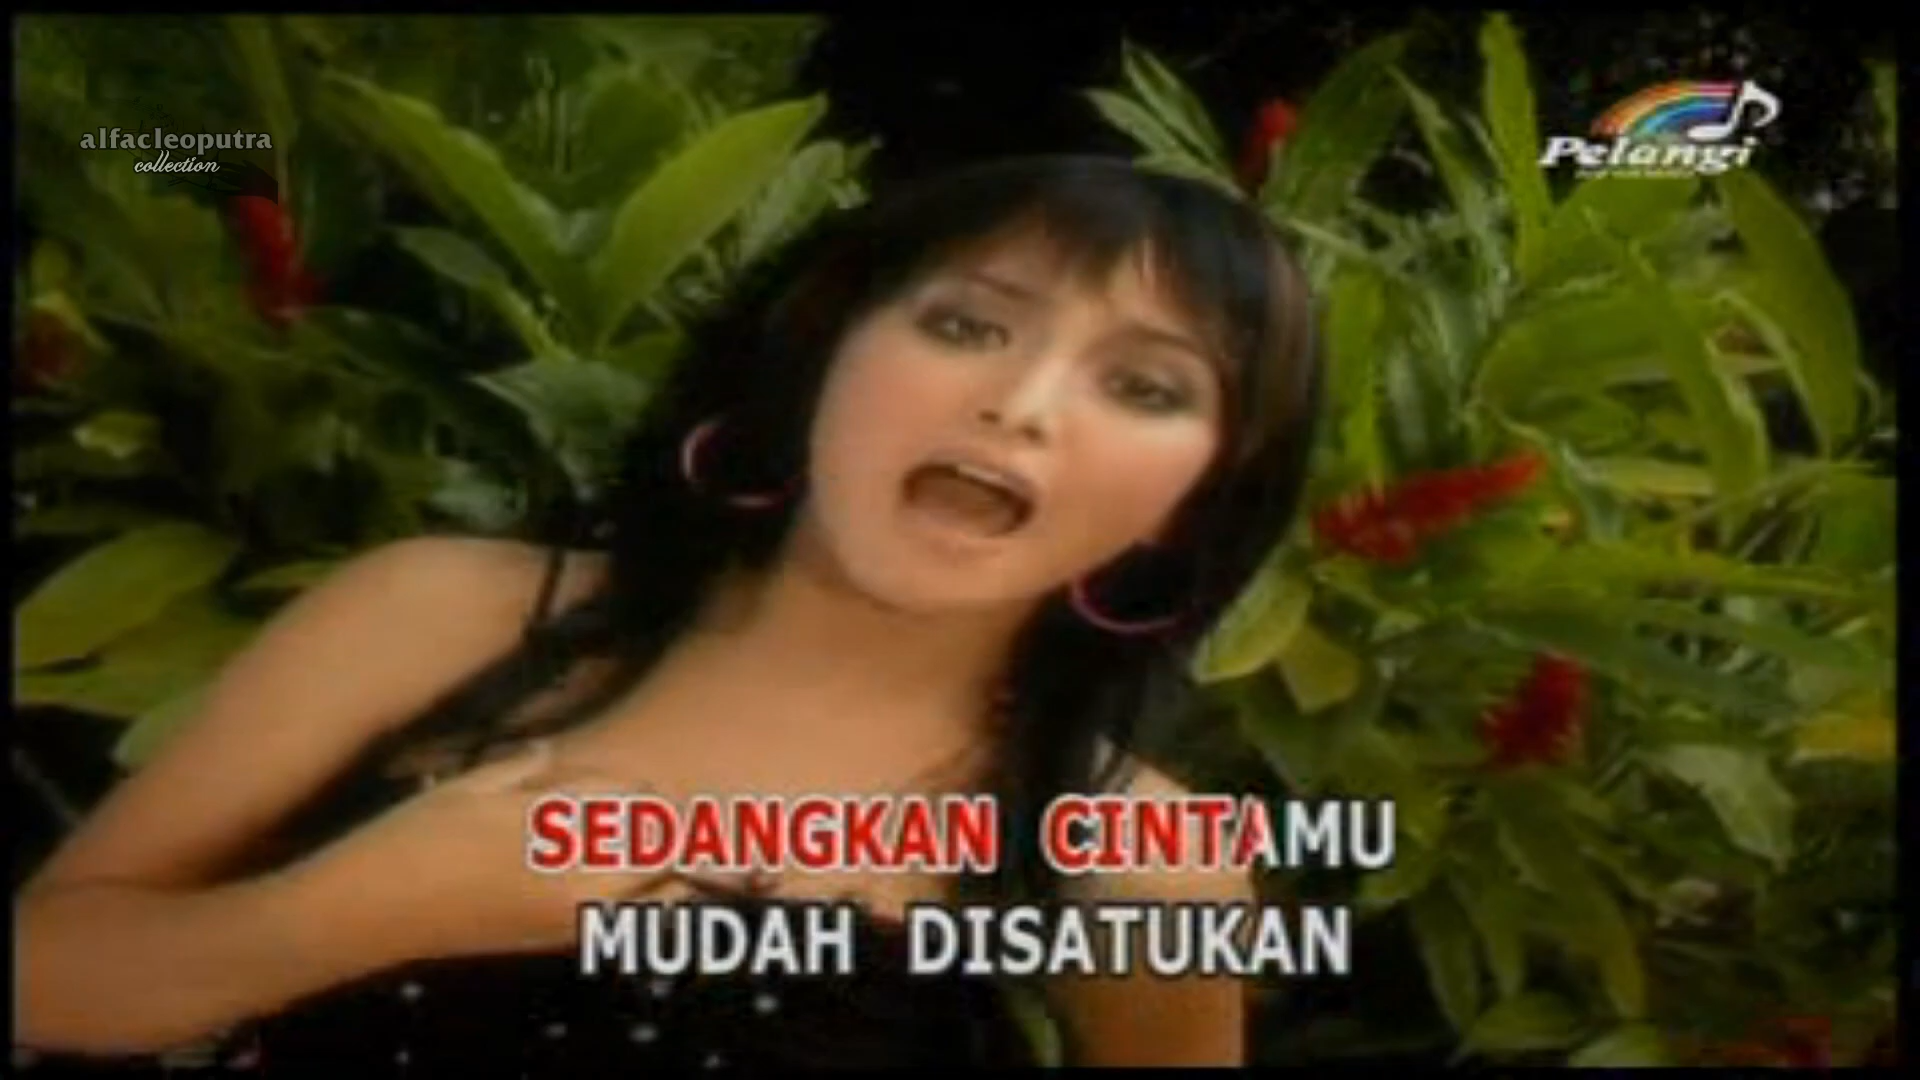 alfacleoputra
collection
Pelangi
SEDANGKAN CINTAMU
MUDAH DISATUKAN